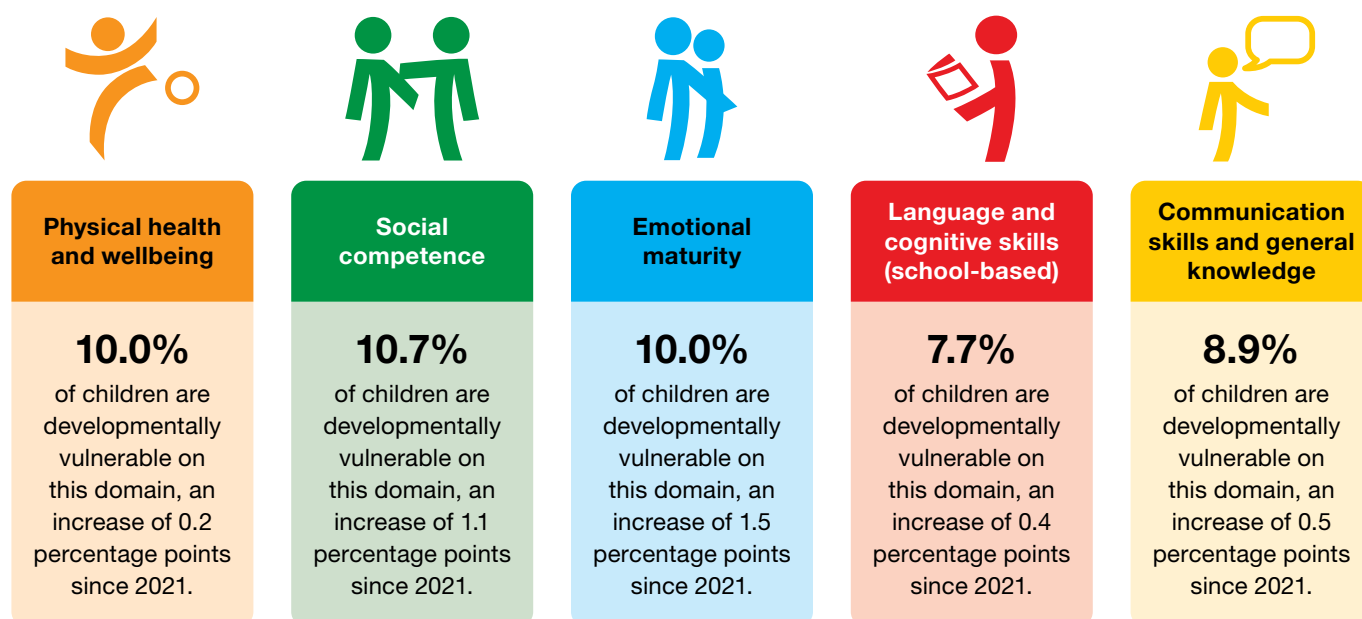 Physical health
and wellbeing
10.0%
of children are
developmentally
vulnerable on
this domain, an
increase of 0.2
percentage points
since 2021.
Social
competence
10.7%
of children are
developmentally
vulnerable on
this domain, an
increase of 1.1
percentage points
since 2021.
Emotional
maturity
10.0%
of children are
developmentally
vulnerable on
this domain, an
increase of 1.5
percentage points
since 2021.
Language and
cognitive skills
(school-based)
7.7%
of children are
developmentally
vulnerable on
this domain, an
increase of 0.4
percentage points
since 2021.
Communication
skills and general
knowledge
8.9%
of children are
developmentally
vulnerable on
this domain, an
increase of 0.5
percentage points
since 2021.